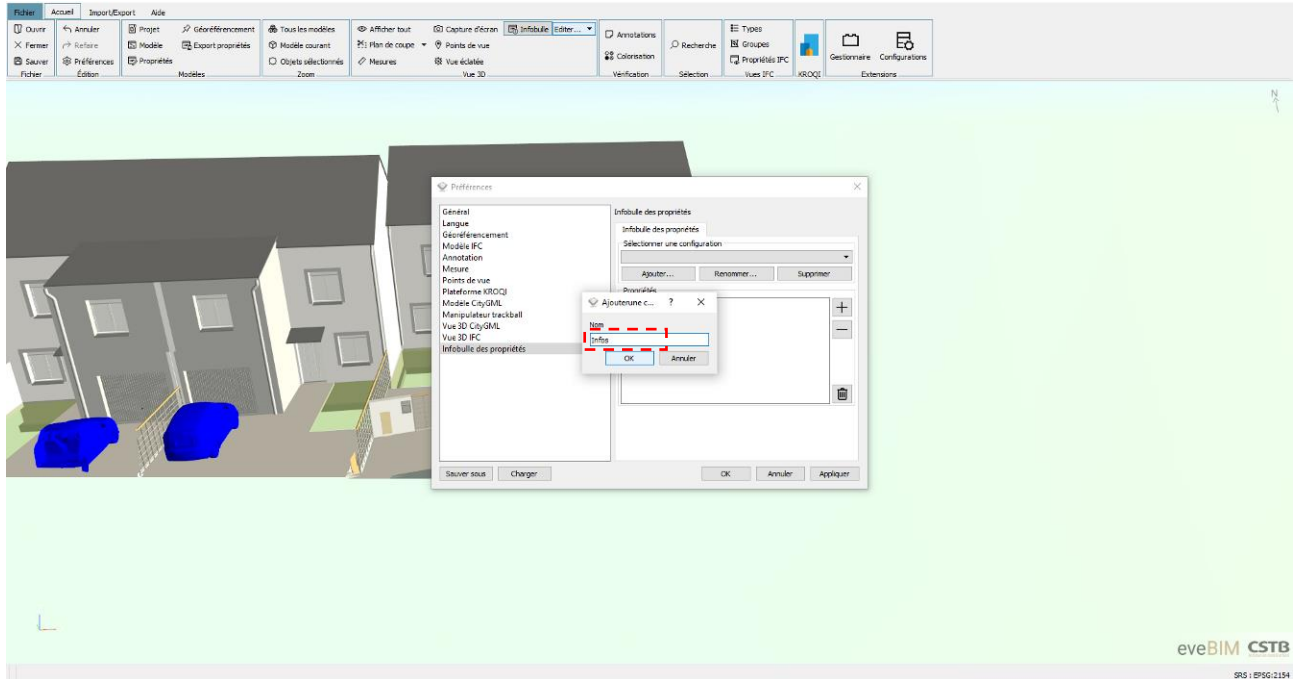 Fichier Accueil Import/Export Aide
Ouvrir Annuler Projet Géoréférencement Tous les modèles Afficher tout Capture d'écran Infobulle Editer... Annotations Recherche Types Gestionnaire Configurations
Fermer Refaire Modèle Export propriétés Modèle courant Plan de coupe Points de vue Colorisation Groupes
Sauver Préférences Propriétés Objets sélectionnés Mesures Vue éclatée Propriétés IFC
Fichier Édition Modèles Zoom Vue 3D Vérification Sélection Vues IFC KROQI Extensions
N
Préférences
Général
Langue
Géoréférencement
Modèle IFC
Annotation
Mesure
Points de vue
Plateforme KROQI
Modèle CityGML
Manipulateur trackball
Vue 3D CityGML
Vue 3D IFC
Infobulle des propriétés
Infobulle des propriétés
Infobulle des propriétés
Sélectionner une configuration
Ajouter... Renommer... Supprimer
Propriétés
Ajouterune c... ?
Nom
Infos
OK Annuler
Sauver sous Charger OK Annuler Appliquer
eveBIM CSTB
SRS : EPSG:2154